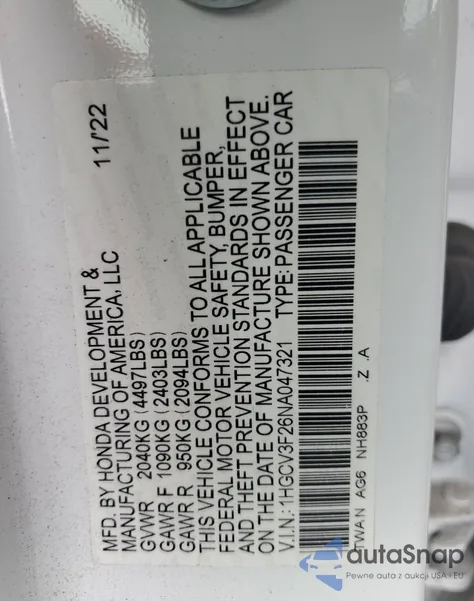 MFD. BY HONDA DEVELOPMENT & 11/22
MANUFACTURING OF AMERICA, LLC
GVWR 2040KG (4497LBS)
GAWR F 1090KG (2403LBS)
GAWR R 950KG (2094LBS)
THIS VEHICLE CONFORMS TO ALL APPLICABLE
FEDERAL MOTOR VEHICLE SAFETY, BUMPER,
AND THEFT PREVENTION STANDARDS IN EFFECT
ON THE DATE OF MANUFACTURE SHOWN ABOVE.
V.I.N.: 1HGCV3F26NA047321 TYPE: PASSENGER CAR
TWA N AG6 NH883P .Z .A
autaSnap
Pewne auta z aukcji USA i EU